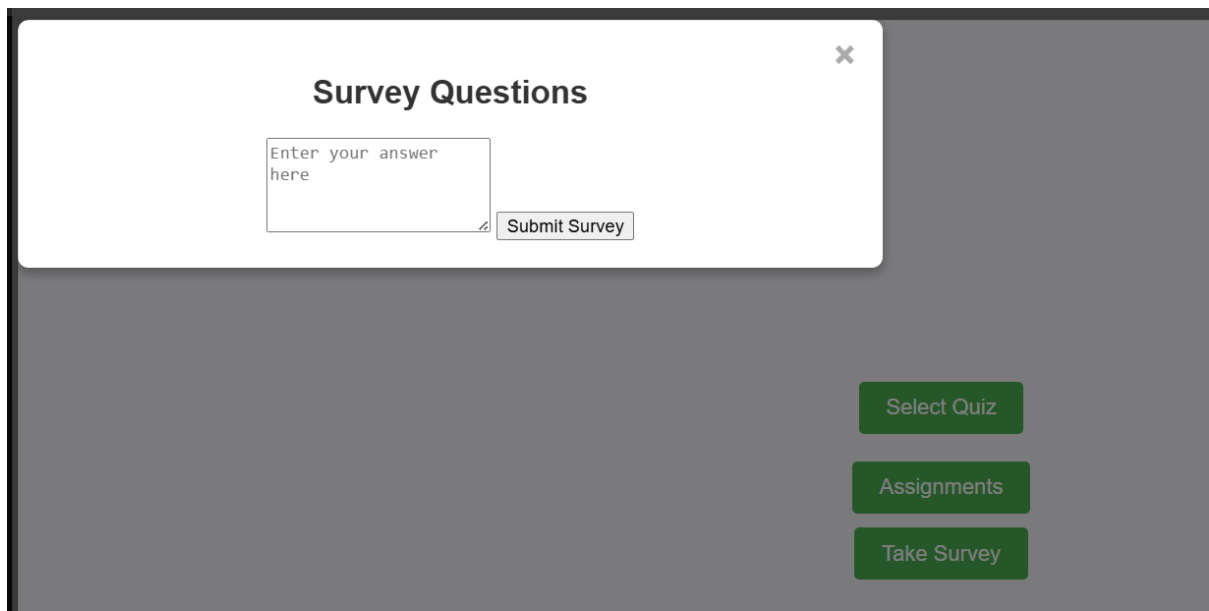 ×
Survey Questions
Enter your answer
here
Submit Survey
Select Quiz
Assignments
Take Survey